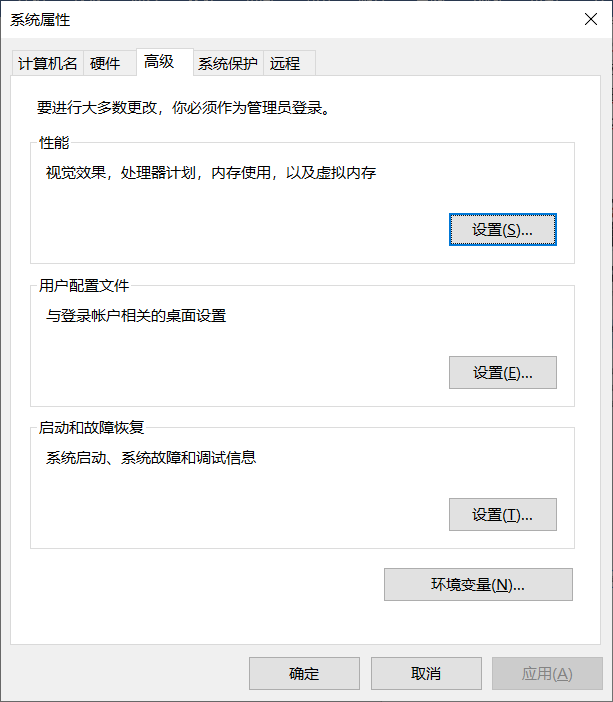 系统属性
计算机名 硬件 高级 系统保护 远程
要进行大多数更改，你必须作为管理员登录。
性能
视觉效果，处理器计划，内存使用，以及虚拟内存
设置(S)...
用户配置文件
与登录帐户相关的桌面设置
设置(E)...
启动和故障恢复
系统启动、系统故障和调试信息
设置(T)...
环境变量(N)...
确定 取消 应用(A)